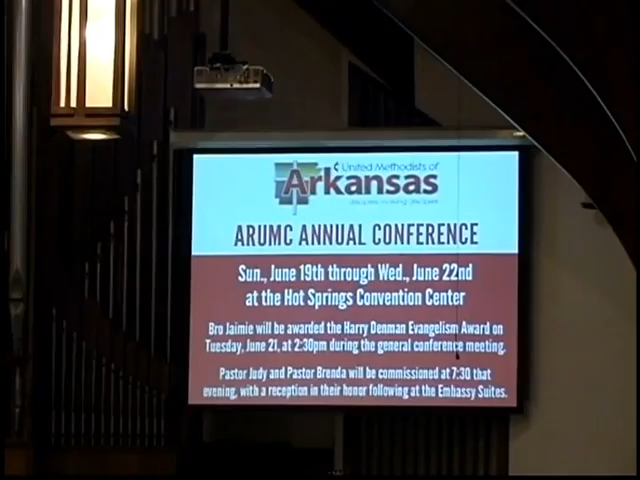 United Methodists of
Arkansas
disciples making disciples
ARUMC ANNUAL CONFERENCE
Sun., June 19th through Wed., June 22nd
at the Hot Springs Convention Center
Bro Jaimie will be awarded the Harry Denman Evangelism Award on
Tuesday, June 21, at 2:30pm during the general conference meeting.
Pastor Judy and Pastor Brenda will be commissioned at 7:30 that
evening, with a reception in their honor following at the Embassy Suites.